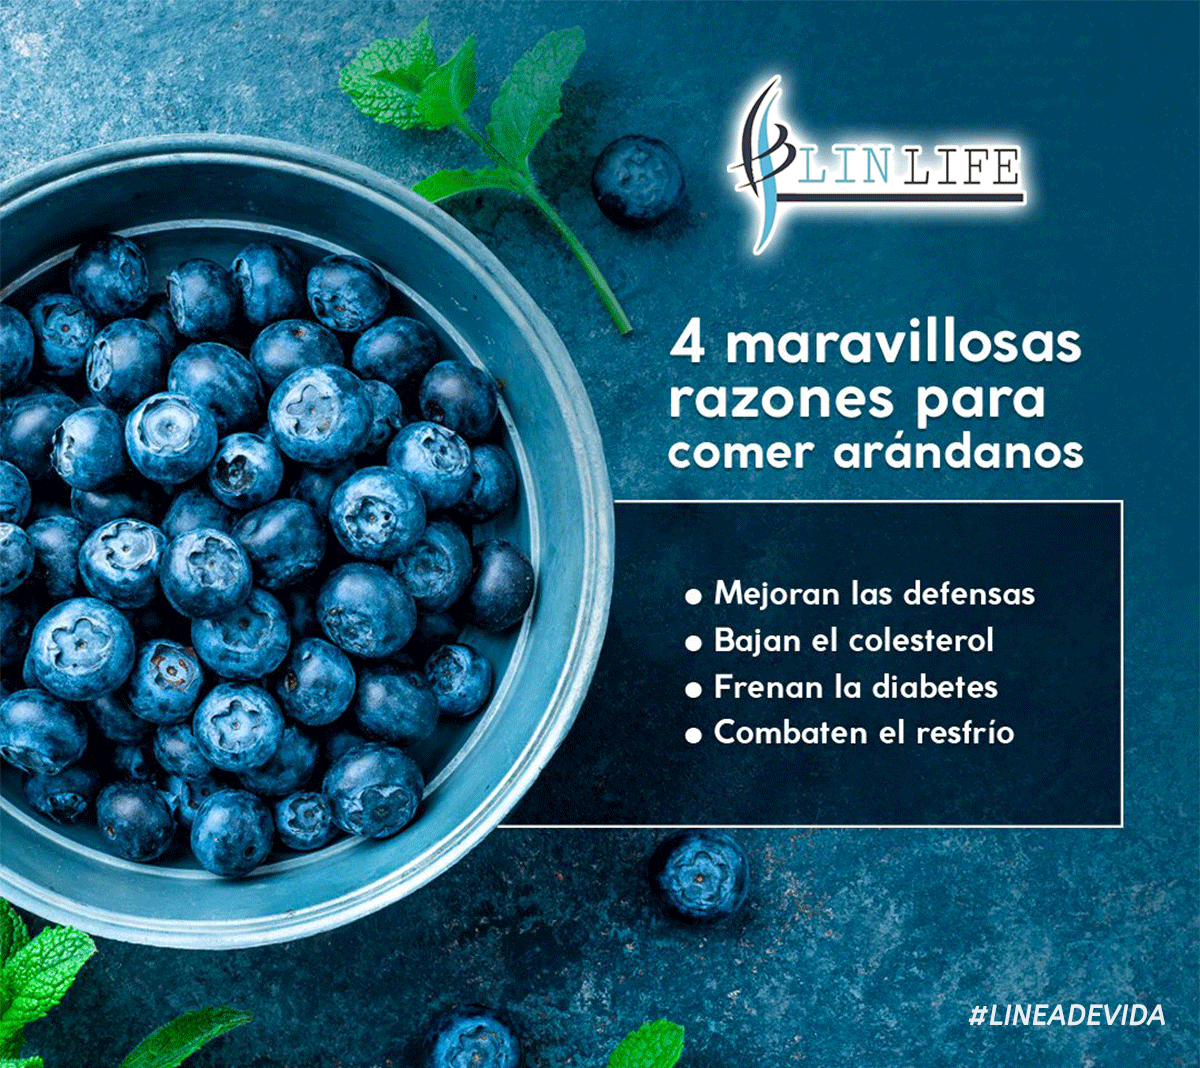 LINLIFE
4 maravillosas
razones para
comer arándanos
• Mejoran las defensas
• Bajan el colesterol
• Frenan la diabetes
• Combaten el resfrío
#LINEADEVIDA